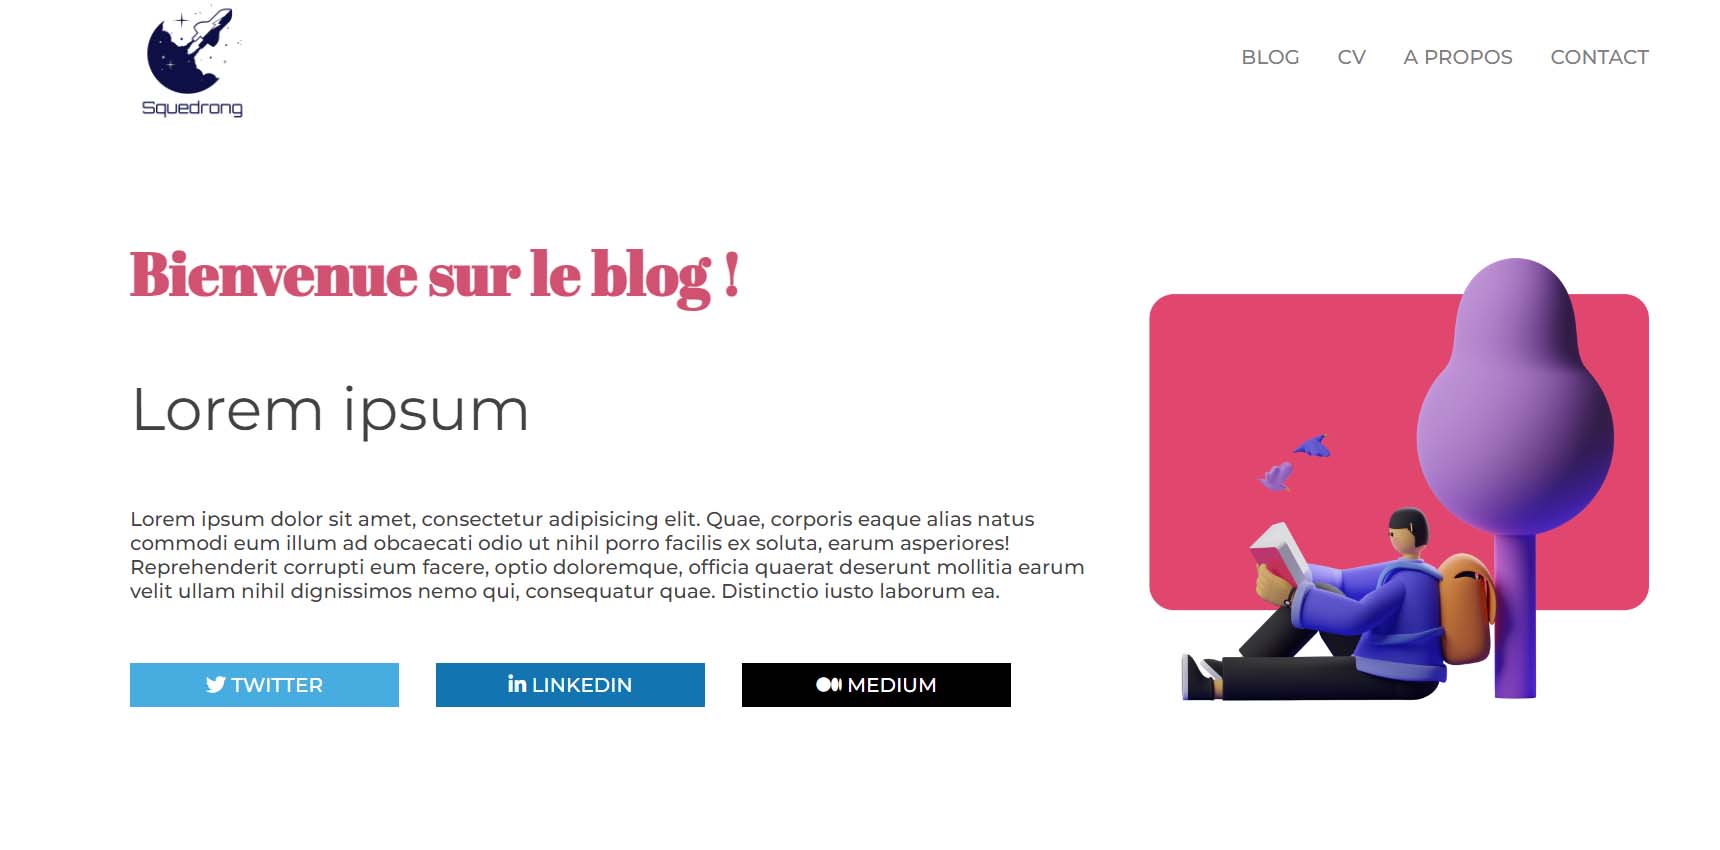 Squedrong
BLOG CV A PROPOS CONTACT
Bienvenue sur le blog !
Lorem ipsum
Lorem ipsum dolor sit amet, consectetur adipisicing elit. Quae, corporis eaque alias natus
commodi eum illum ad obcaecati odio ut nihil porro facilis ex soluta, earum asperiores!
Reprehenderit corrupti eum facere, optio doloremque, officia quaerat deserunt mollitia earum
velit ullam nihil dignissimos nemo qui, consequatur quae. Distinctio iusto laborum ea.
TWITTER in LINKEDIN MEDIUM